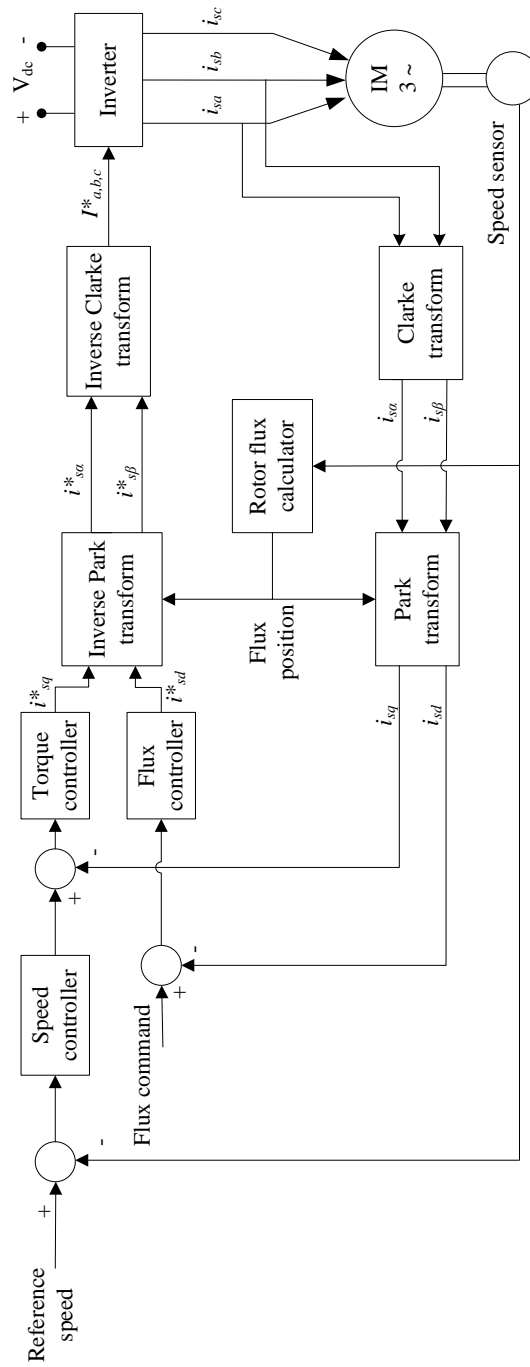 Reference
speed
+
-
Speed
controller
+
-
Torque
controller
i*sq
Flux command
+
-
Flux
controller
i*sd
Inverse Park
transform
i*sα
i*sβ
Inverse Clarke
transform
I*a,b,c
Inverter
+ Vdc -
isa
isb
isc
IM
3 ~
Speed sensor
Clarke
transform
isα
isβ
Rotor flux
calculator
Flux
position
Park
transform
isq
isd